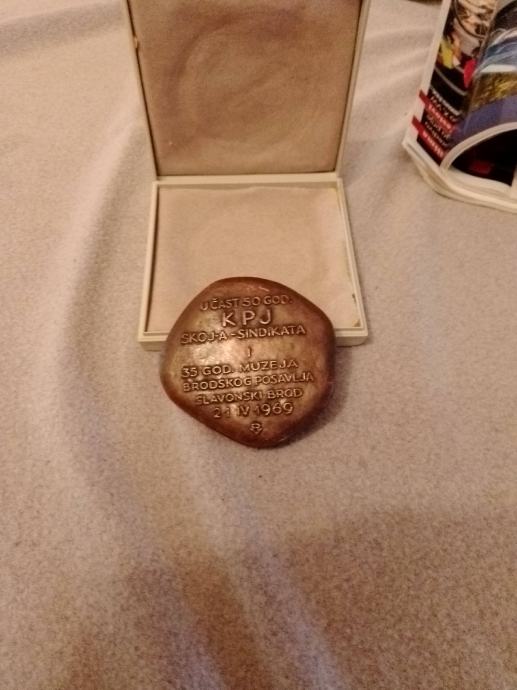 U ČAST 50 GOD.
KPJ
SKOJ-A-SINDIKATA
I
35 GOD. MUZEJA
BRODSKOG POSAVLJA
SLAVONSKI BROD
21 IV 1969